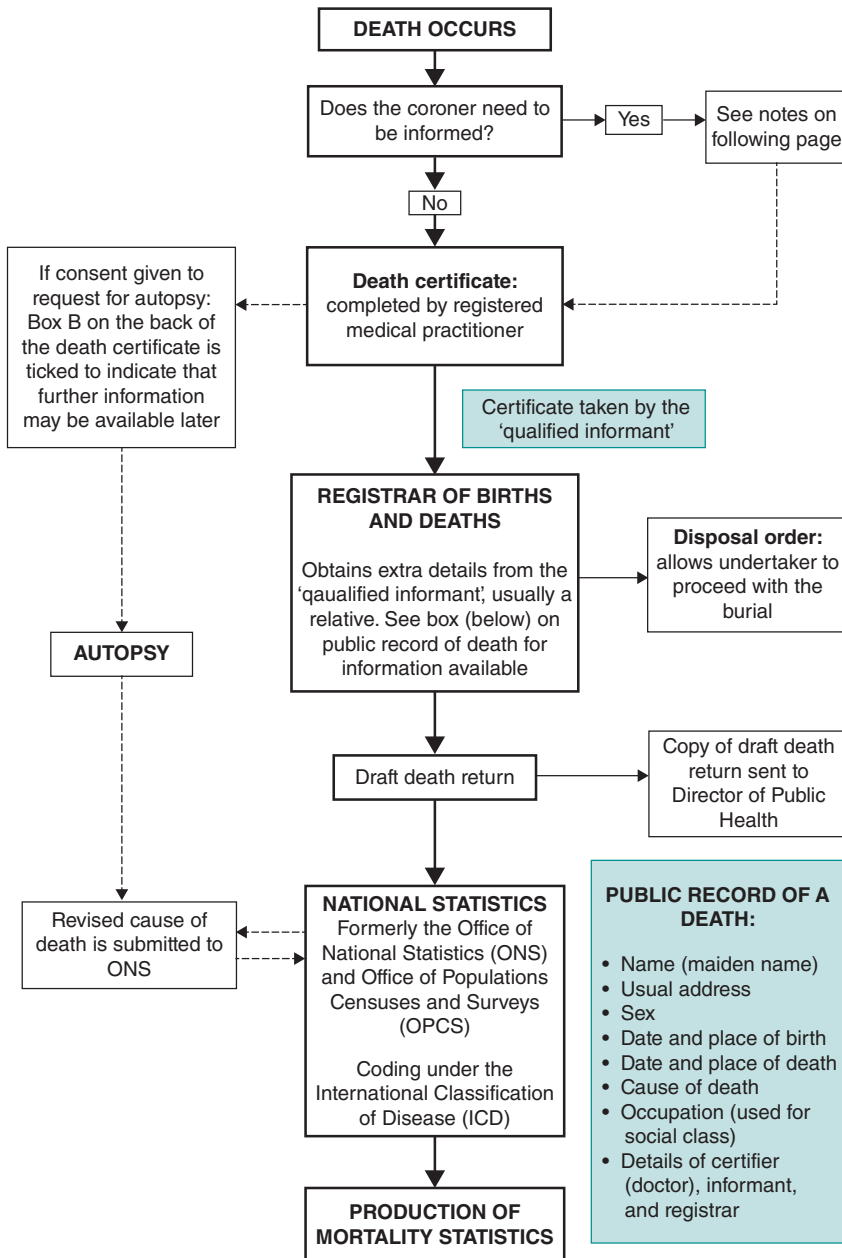 DEATH OCCURS
Does the coroner need to
be informed?
Yes
See notes on
following page
No
If consent given to
request for autopsy:
Box B on the back of
the death certificate is
ticked to indicate that
further information
may be available later
Death certificate:
completed by registered
medical practitioner
Certificate taken by the
‘qualified informant’
REGISTRAR OF BIRTHS
AND DEATHS
Obtains extra details from the
‘qaualified informant’, usually a
relative. See box (below) on
public record of death for
information available
Disposal order:
allows undertaker to
proceed with the
burial
AUTOPSY
Draft death return
Copy of draft death
return sent to
Director of Public
Health
Revised cause of
death is submitted to
ONS
NATIONAL STATISTICS
Formerly the Office of
National Statistics (ONS)
and Office of Populations
Censuses and Surveys
(OPCS)
Coding under the
International Classification
of Disease (ICD)
PUBLIC RECORD OF A
DEATH:
• Name (maiden name)
• Usual address
• Sex
• Date and place of birth
• Date and place of death
• Cause of death
• Occupation (used for
social class)
• Details of certifier
(doctor), informant,
and registrar
PRODUCTION OF
MORTALITY STATISTICS